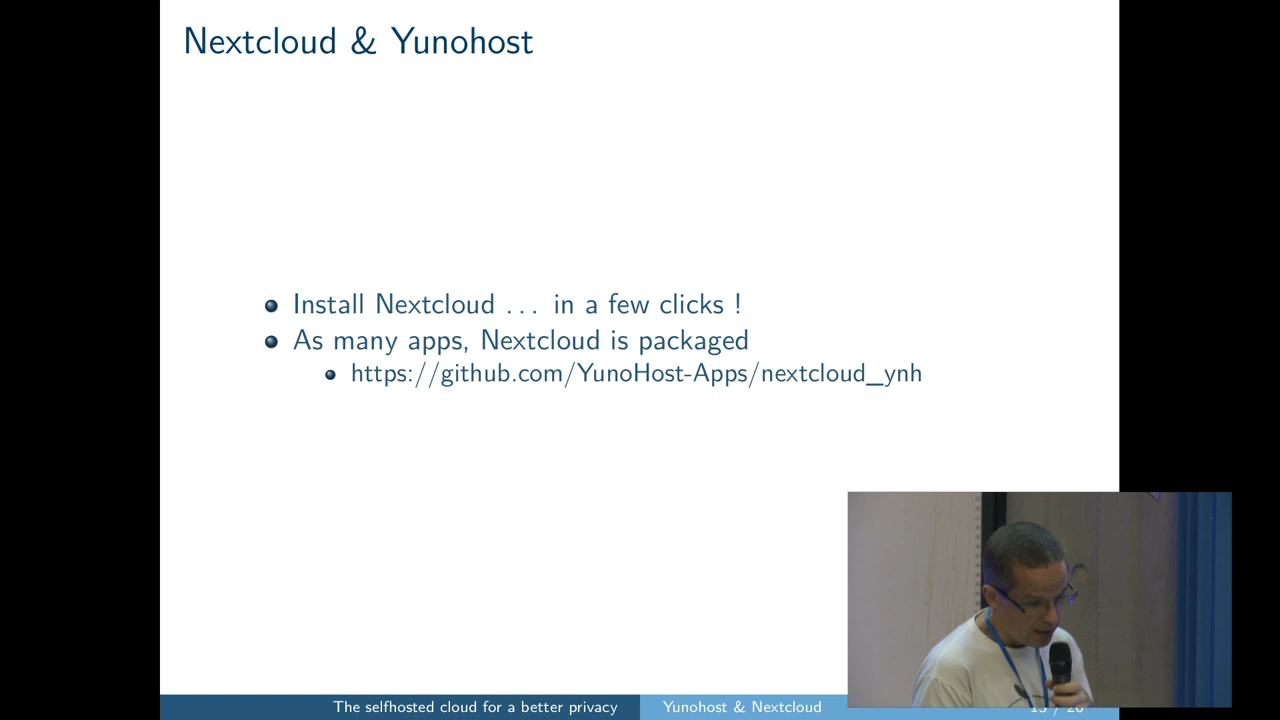 Nextcloud & Yunohost
Install Nextcloud . . . in a few clicks !
As many apps, Nextcloud is packaged
https://github.com/YunoHost-Apps/nextcloud_ynh
The selfhosted cloud for a better privacy
Yunohost & Nextcloud